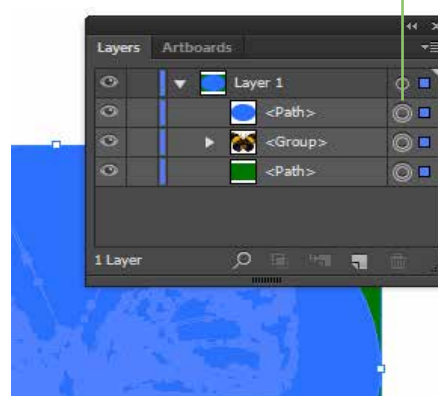 Layers Artboards
Layer 1
<Path>
<Group>
<Path>
1 Layer